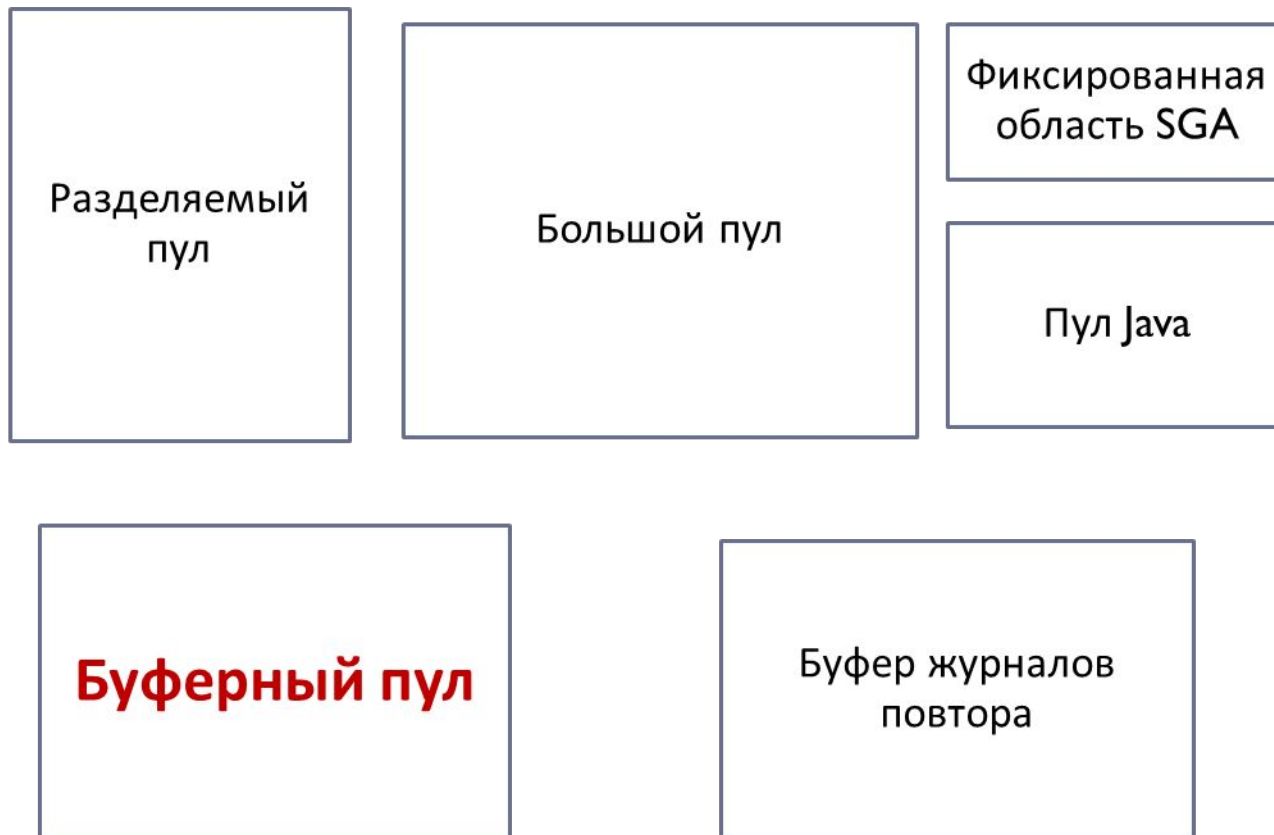 Разделяемый
пул
Большой пул
Фиксированная
область SGA
Пул Java
Буферный пул
Буфер журналов
повтора